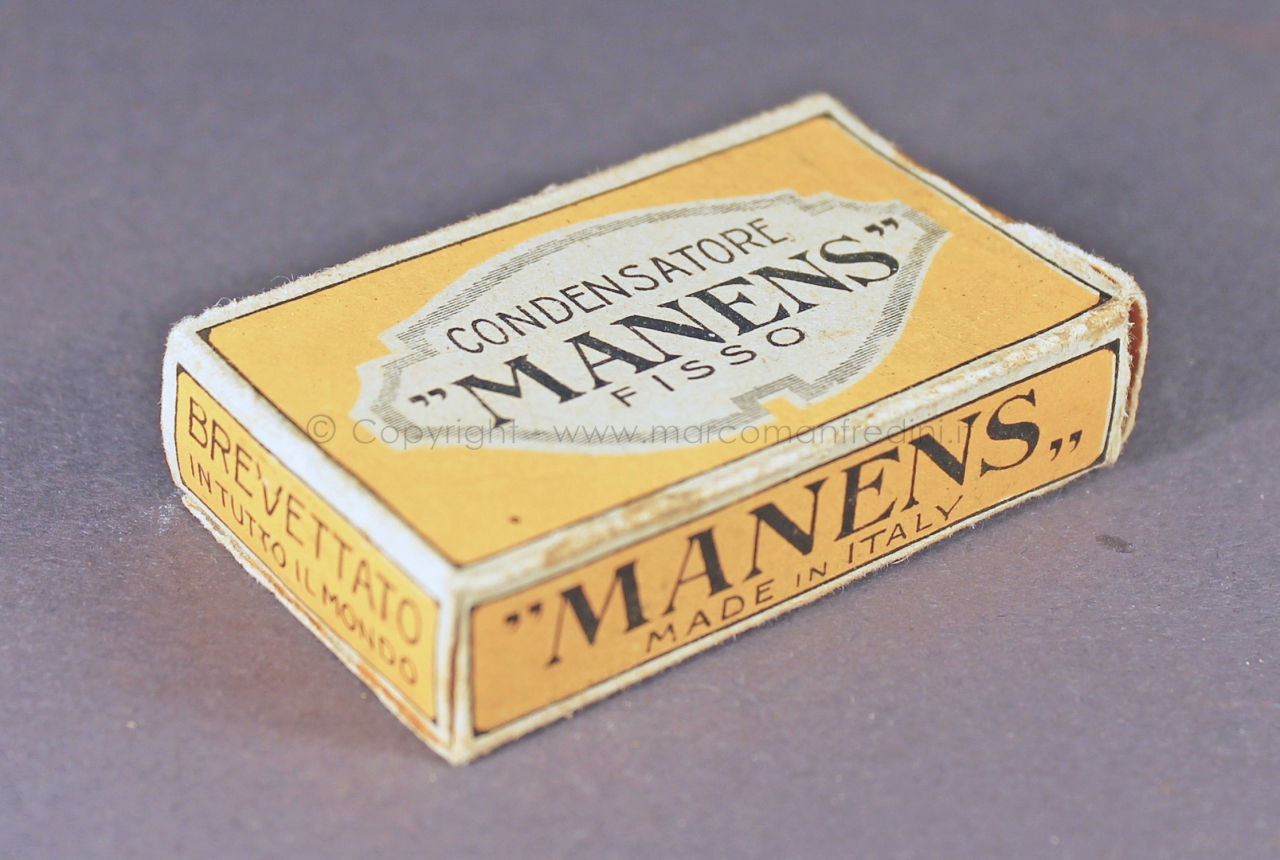 CONDENSATORE
"MANENS"
FISSO
© Copyright - www.marcomanfredini.it
BREVETTATO
IN TUTTO IL MONDO
"MANENS„
MADE IN ITALY